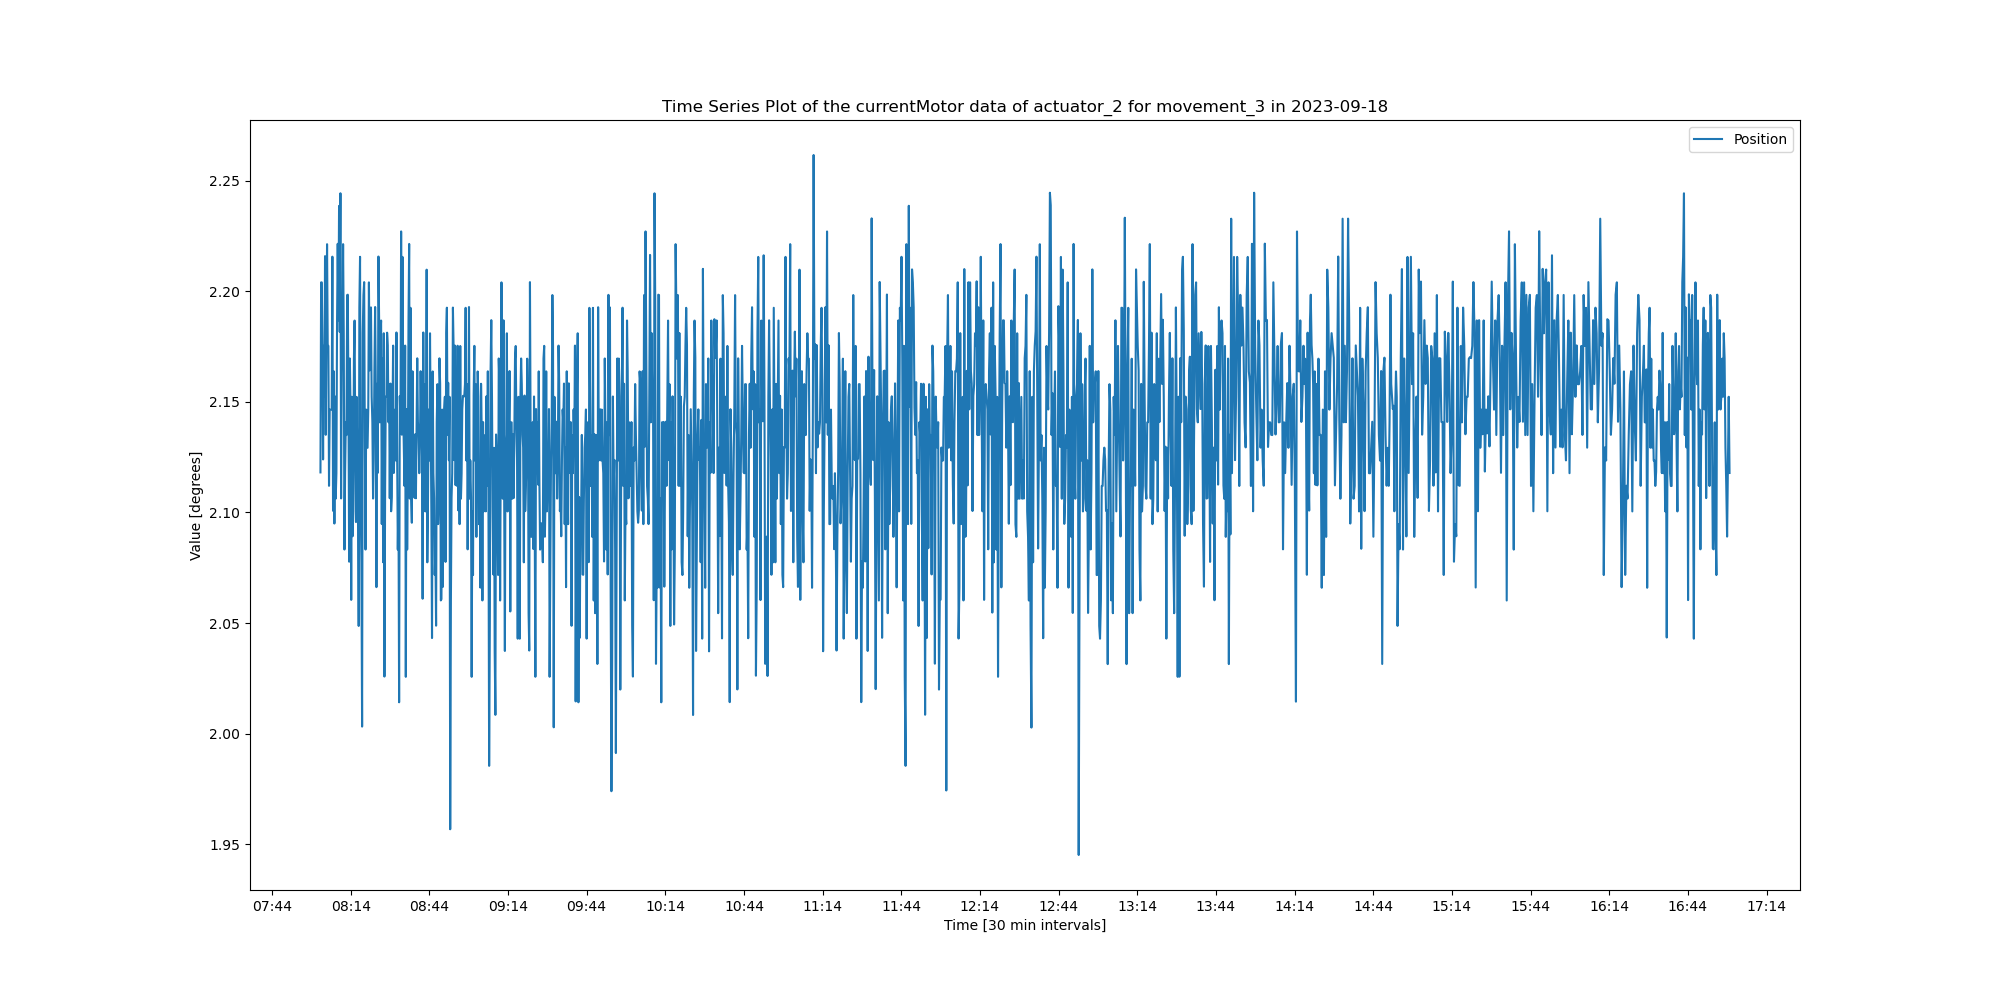 Time Series Plot of the currentMotor data of actuator_2 for movement_3 in 2023-09-18
Position
2.25
2.20
2.15
2.10
2.05
2.00
1.95
Value [degrees]
07:44 08:14 08:44 09:14 09:44 10:14 10:44 11:14 11:44 12:14 12:44 13:14 13:44 14:14 14:44 15:14 15:44 16:14 16:44 17:14
Time [30 min intervals]